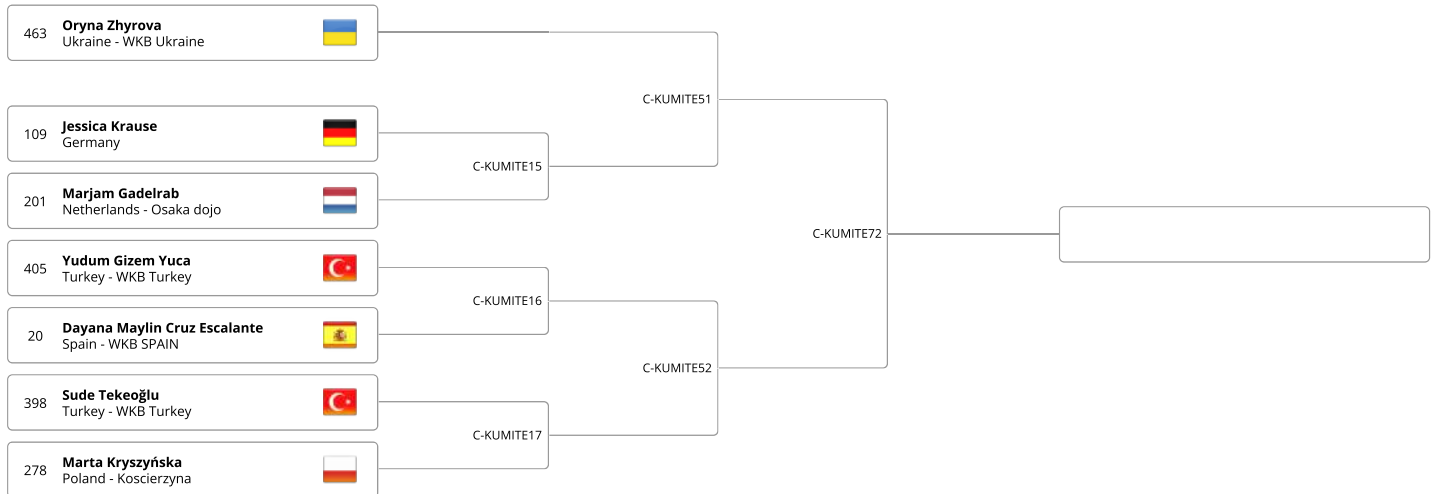 463
Oryna Zhyrova
Ukraine - WKB Ukraine
C-KUMITE51
109
Jessica Krause
Germany
C-KUMITE15
201
Marjam Gadelrab
Netherlands - Osaka dojo
C-KUMITE72
405
Yudum Gizem Yuca
Turkey - WKB Turkey
C-KUMITE16
20
Dayana Maylin Cruz Escalante
Spain - WKB SPAIN
C-KUMITE52
398
Sude Tekeoğlu
Turkey - WKB Turkey
C-KUMITE17
278
Marta Kryszyńska
Poland - Koscierzyna